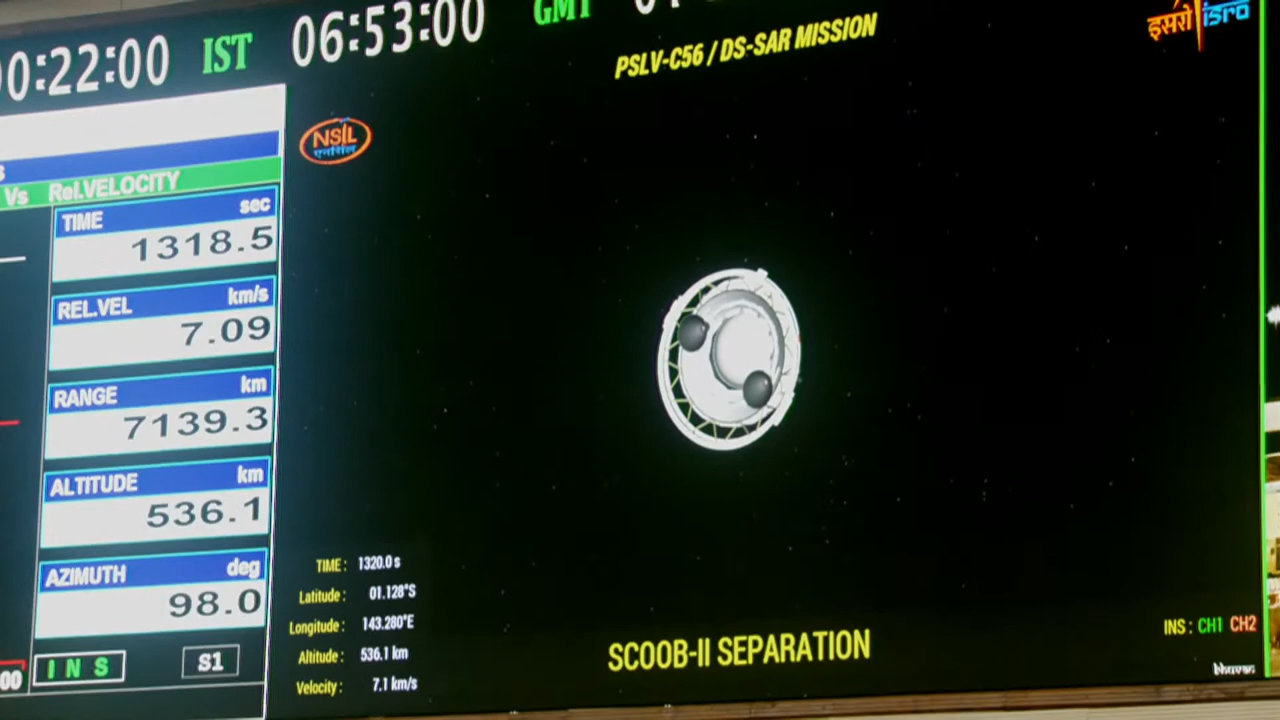 0:22:00 IST 06:53:00 GMT
PSLV-C56 / DS-SAR MISSION
इसरो isro
NSIL
एनसिल
Vs Rel.VELOCITY
TIME sec
1318.5
REL.VEL km/s
7.09
RANGE km
7139.3
ALTITUDE km
536.1
AZIMUTH deg
98.0
00 INS S1
TIME : 1320.0 s
Latitude : 01.128°S
Longitude : 143.280°E
Altitude : 536.1 km
Velocity : 7.1 km/s
SCOOB-II SEPARATION
INS : CH1 CH2